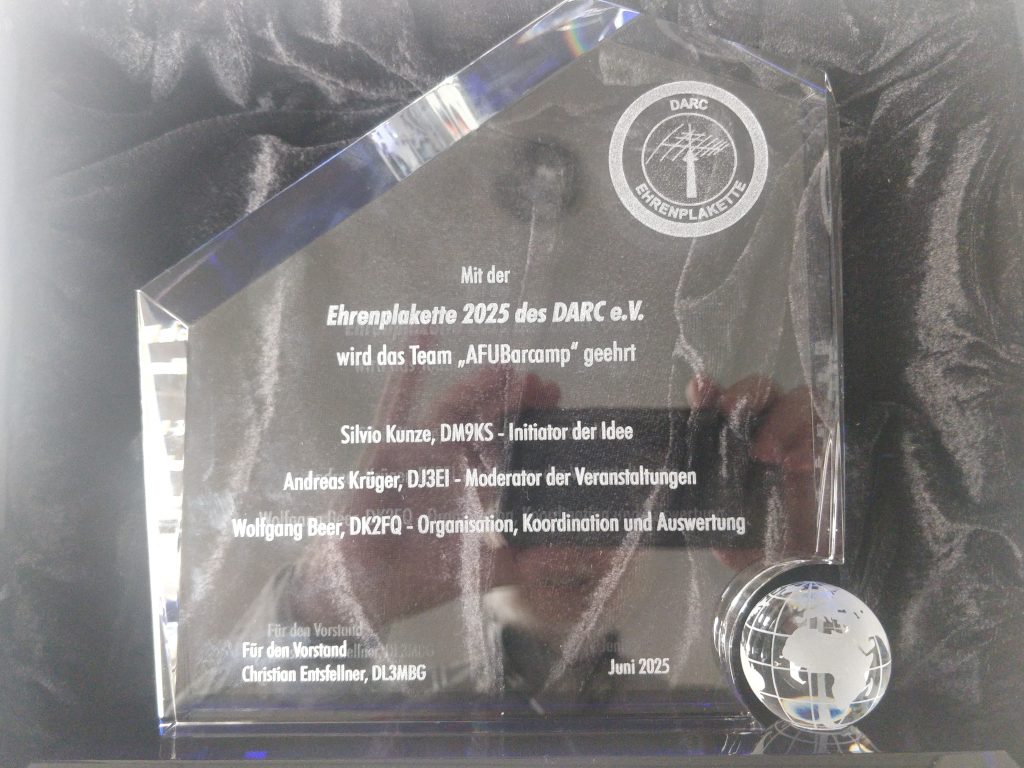 DARC
EHRENPLAKETTE
Mit der
Ehrenplakette 2025 des DARC e.V.
wird das Team „AFUBarcamp" geehrt
Silvio Kunze, DM9KS - Initiator der Idee
Andreas Krüger, DJ3EI - Moderator der Veranstaltungen
Wolfgang Beer, DK2FQ - Organisation, Koordination und Auswertung
Für den Vorstand
Christian Entsfellner, DL3MBG
Juni 2025